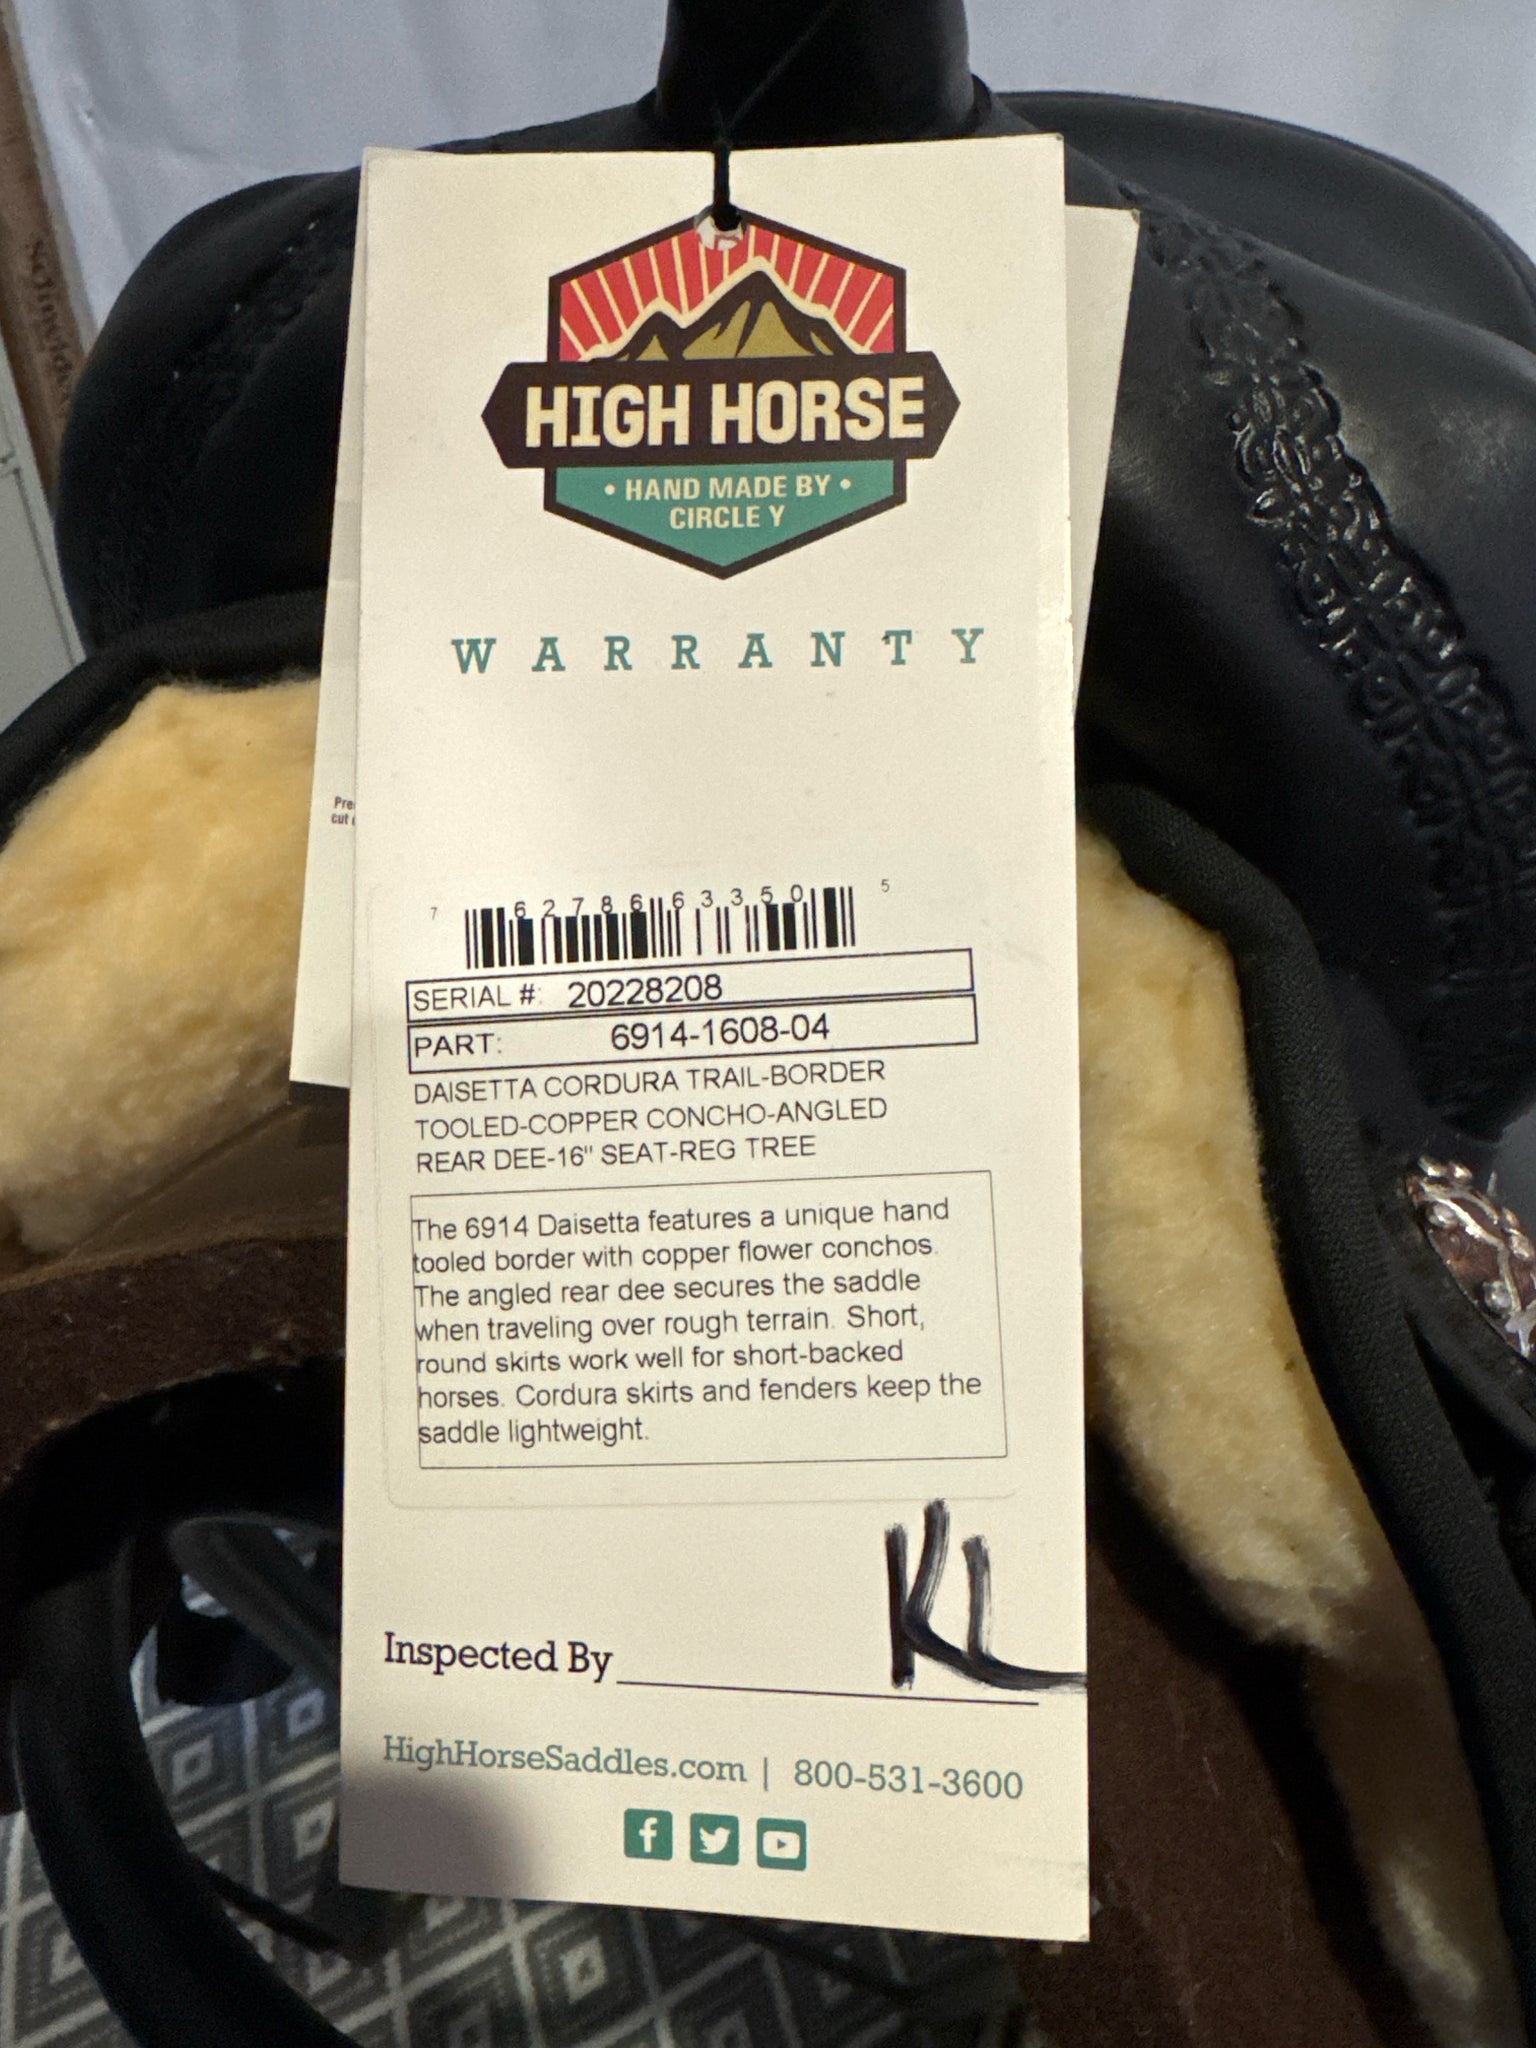 HIGH HORSE
• HAND MADE BY •
CIRCLE Y
WARRANTY
Pre
cut
7 62786 63350 5
SERIAL #: 20228208
PART: 6914-1608-04
DAISETTA CORDURA TRAIL-BORDER
TOOLED-COPPER CONCHO-ANGLED
REAR DEE-16" SEAT-REG TREE
The 6914 Daisetta features a unique hand
tooled border with copper flower conchos.
The angled rear dee secures the saddle
when traveling over rough terrain. Short,
round skirts work well for short-backed
horses. Cordura skirts and fenders keep the
saddle lightweight.
KL
Inspected By
HighHorseSaddles.com | 800-531-3600